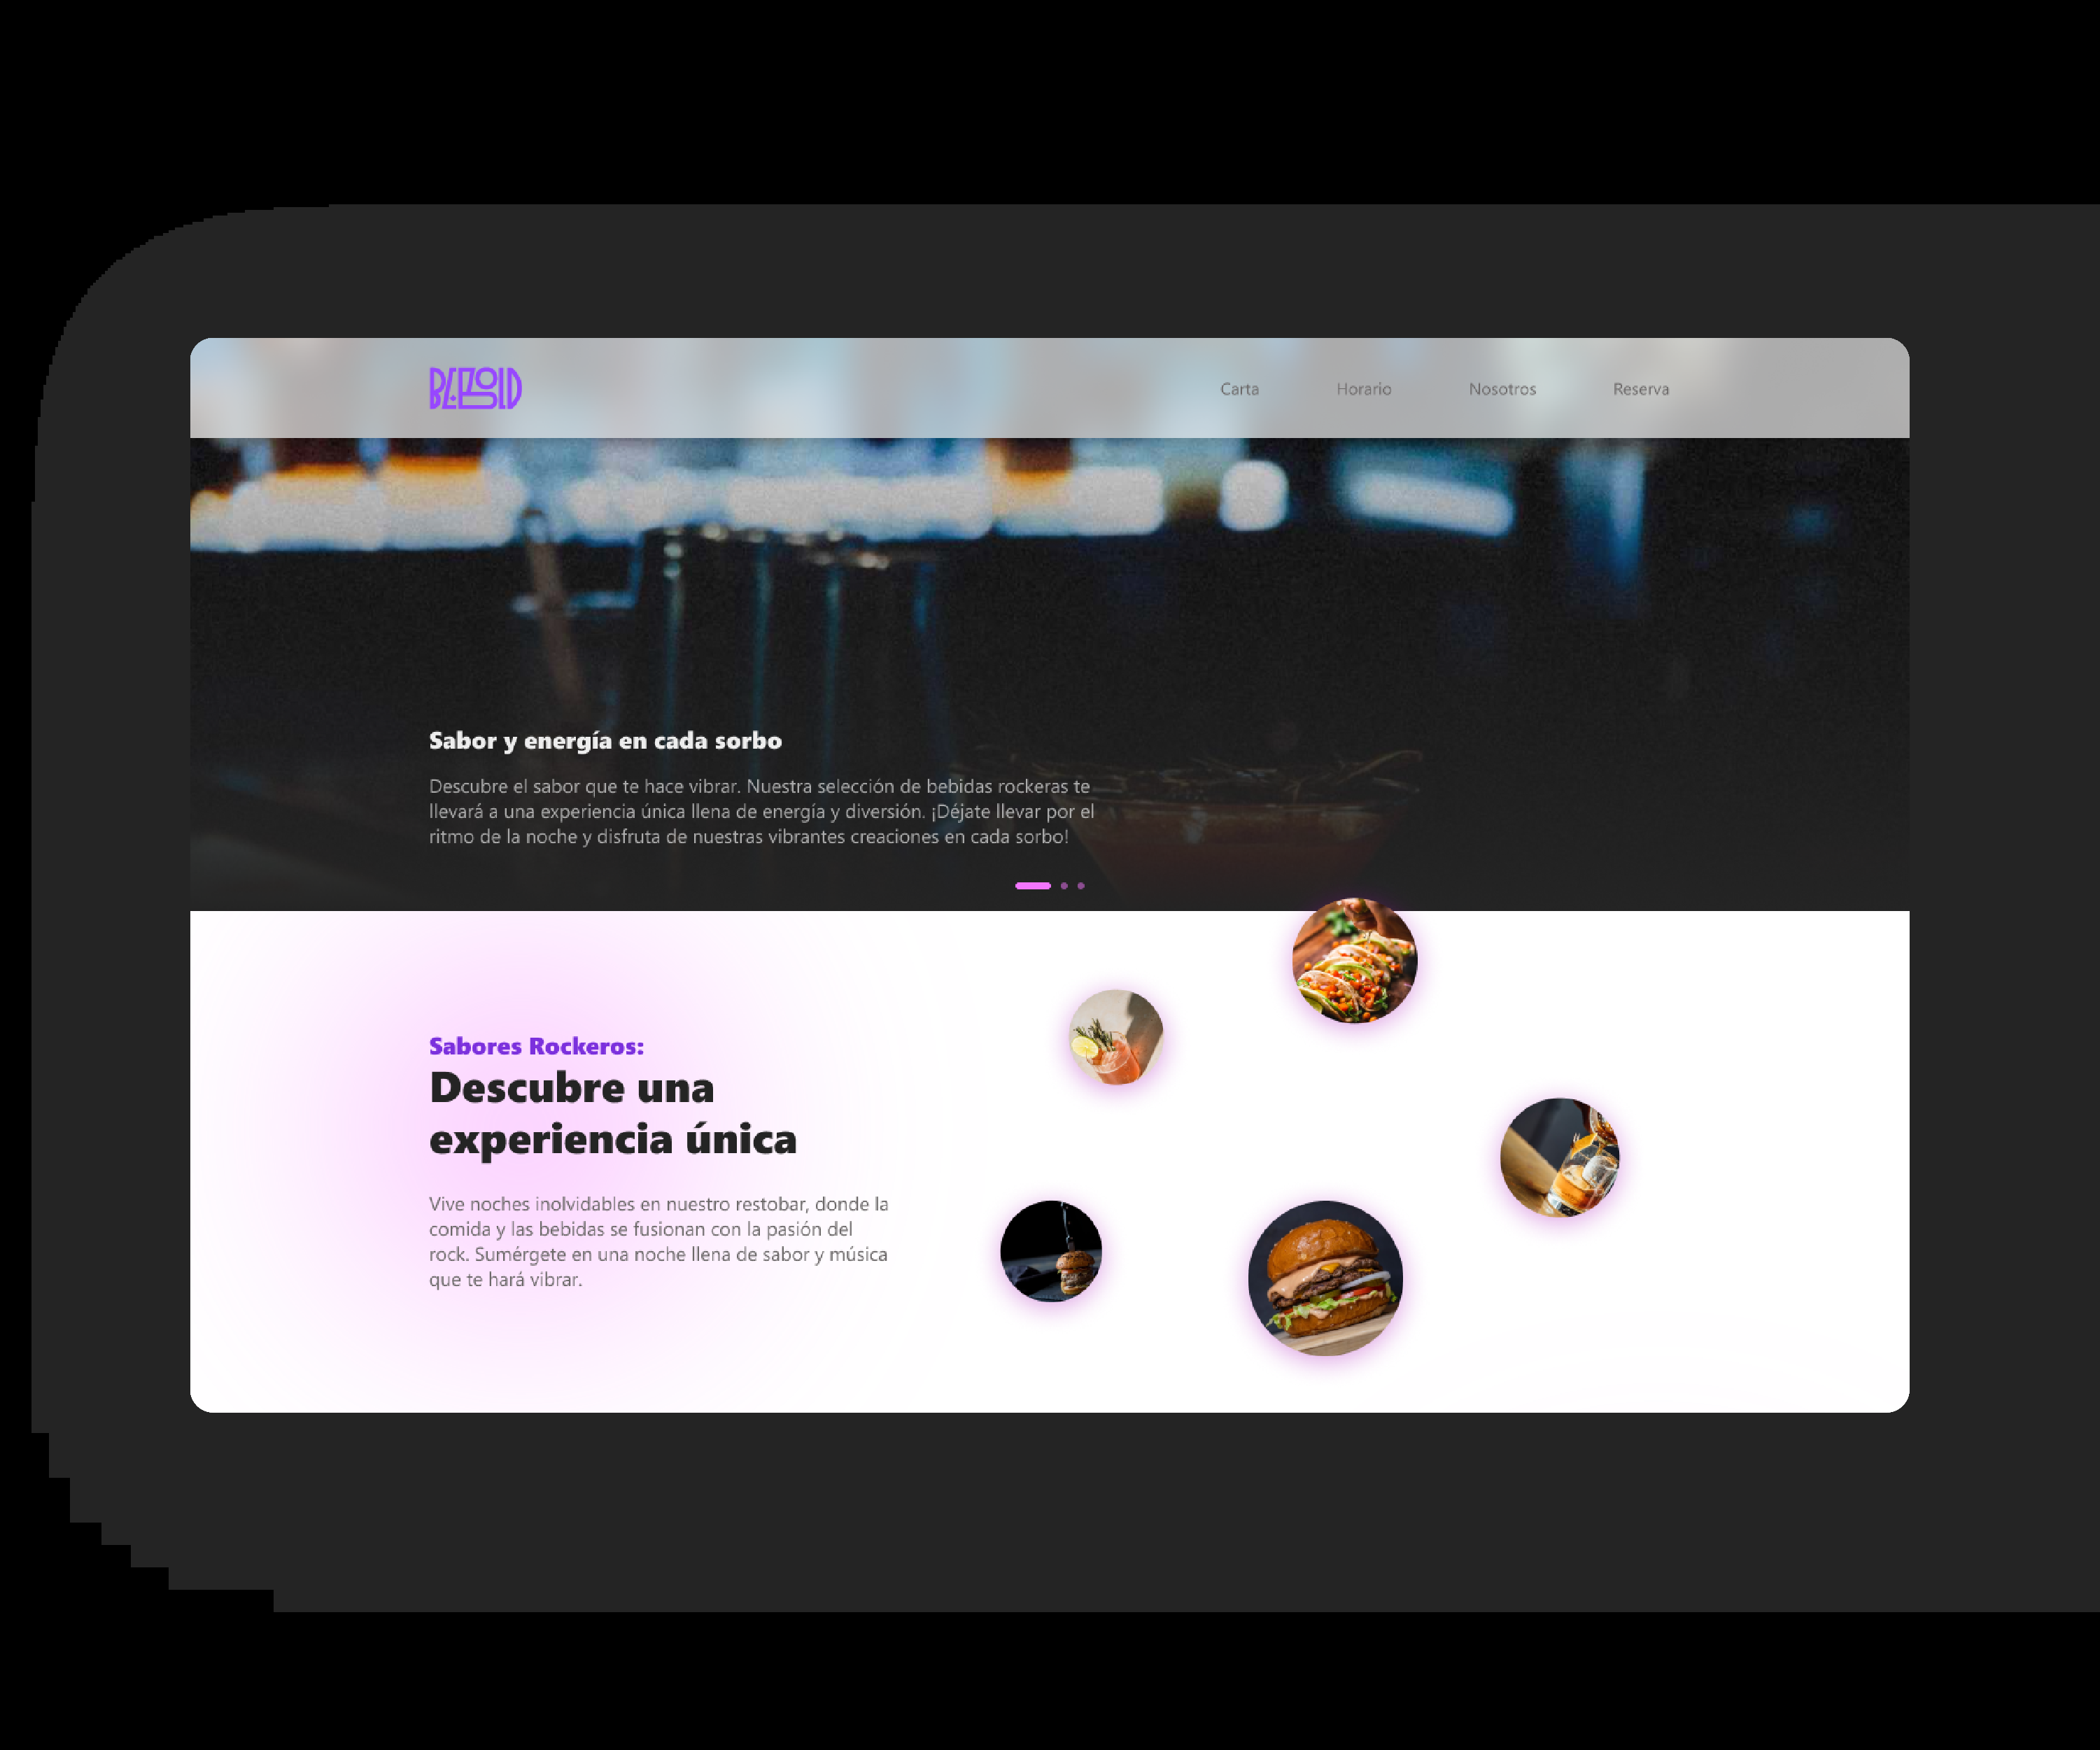 Carta Horario Nosotros Reserva
Sabor y energía en cada sorbo
Descubre el sabor que te hace vibrar. Nuestra selección de bebidas rockeras te
llevará a una experiencia única llena de energía y diversión. ¡Déjate llevar por el
ritmo de la noche y disfruta de nuestras vibrantes creaciones en cada sorbo!
Sabores Rockeros:
Descubre una
experiencia única
Vive noches inolvidables en nuestro restobar, donde la
comida y las bebidas se fusionan con la pasión del
rock. Sumérgete en una noche llena de sabor y música
que te hará vibrar.